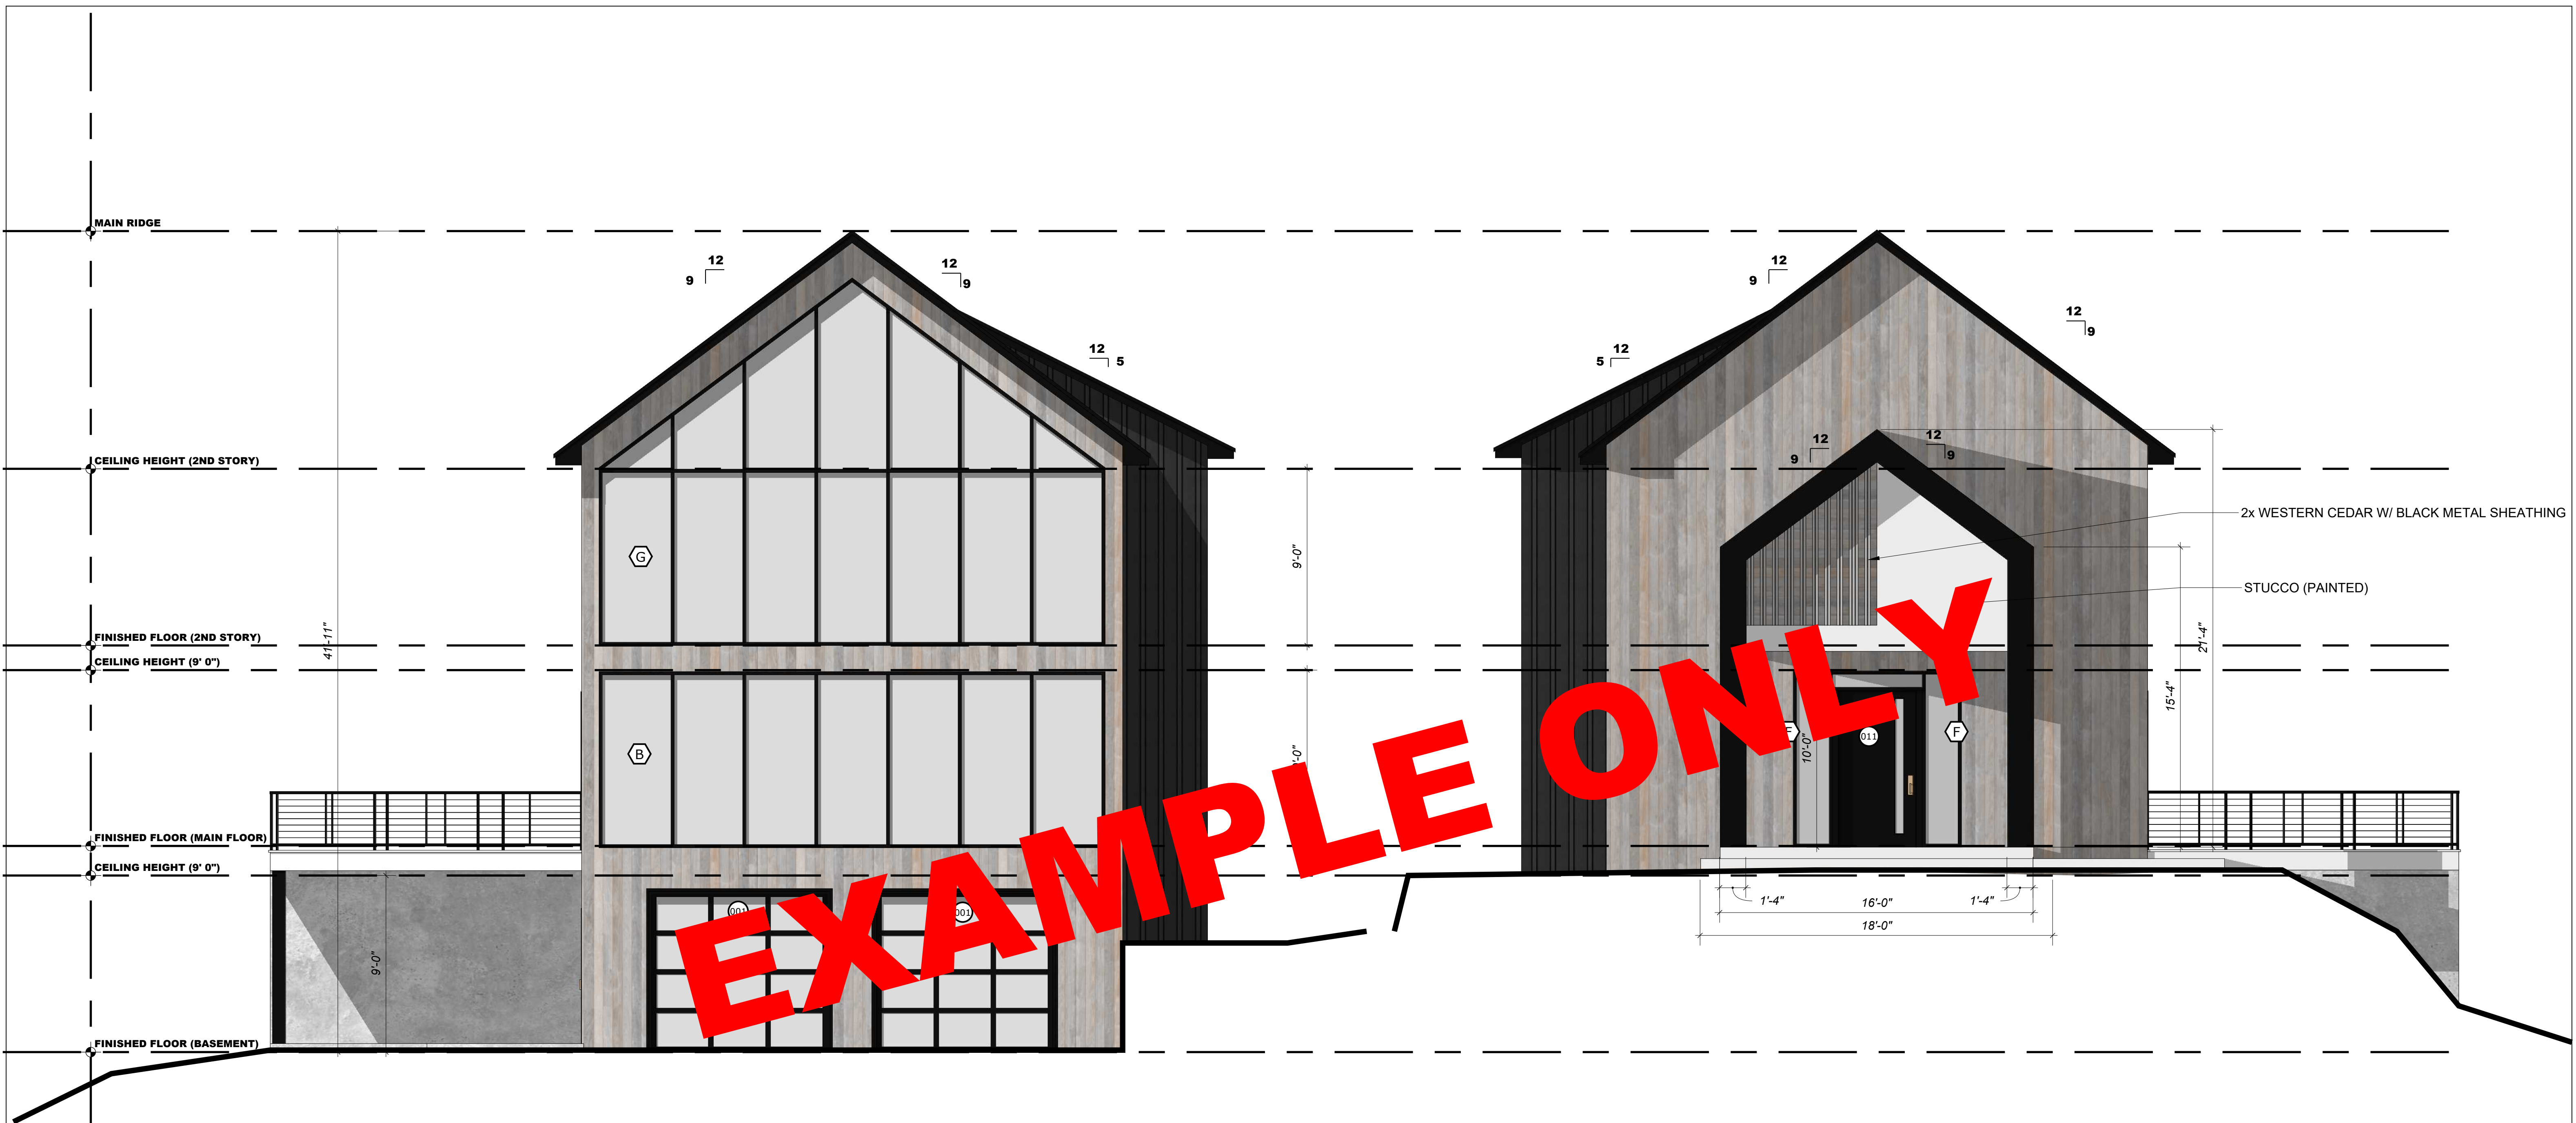 MAIN RIDGE
12
9
12
9
12
5
12
9
12
9
12
5
CEILING HEIGHT (2ND STORY)
12
9
12
9
2x WESTERN CEDAR W/ BLACK METAL SHEATHING
G
9'-0"
STUCCO (PAINTED)
FINISHED FLOOR (2ND STORY)
41'-11"
21'-4"
CEILING HEIGHT (9' 0")
15'-4"
B
F
011
10'-0"
EXAMPLE ONLY
FINISHED FLOOR (MAIN FLOOR)
CEILING HEIGHT (9' 0")
001
001
1'-4"
16'-0"
1'-4"
18'-0"
9'-0"
FINISHED FLOOR (BASEMENT)